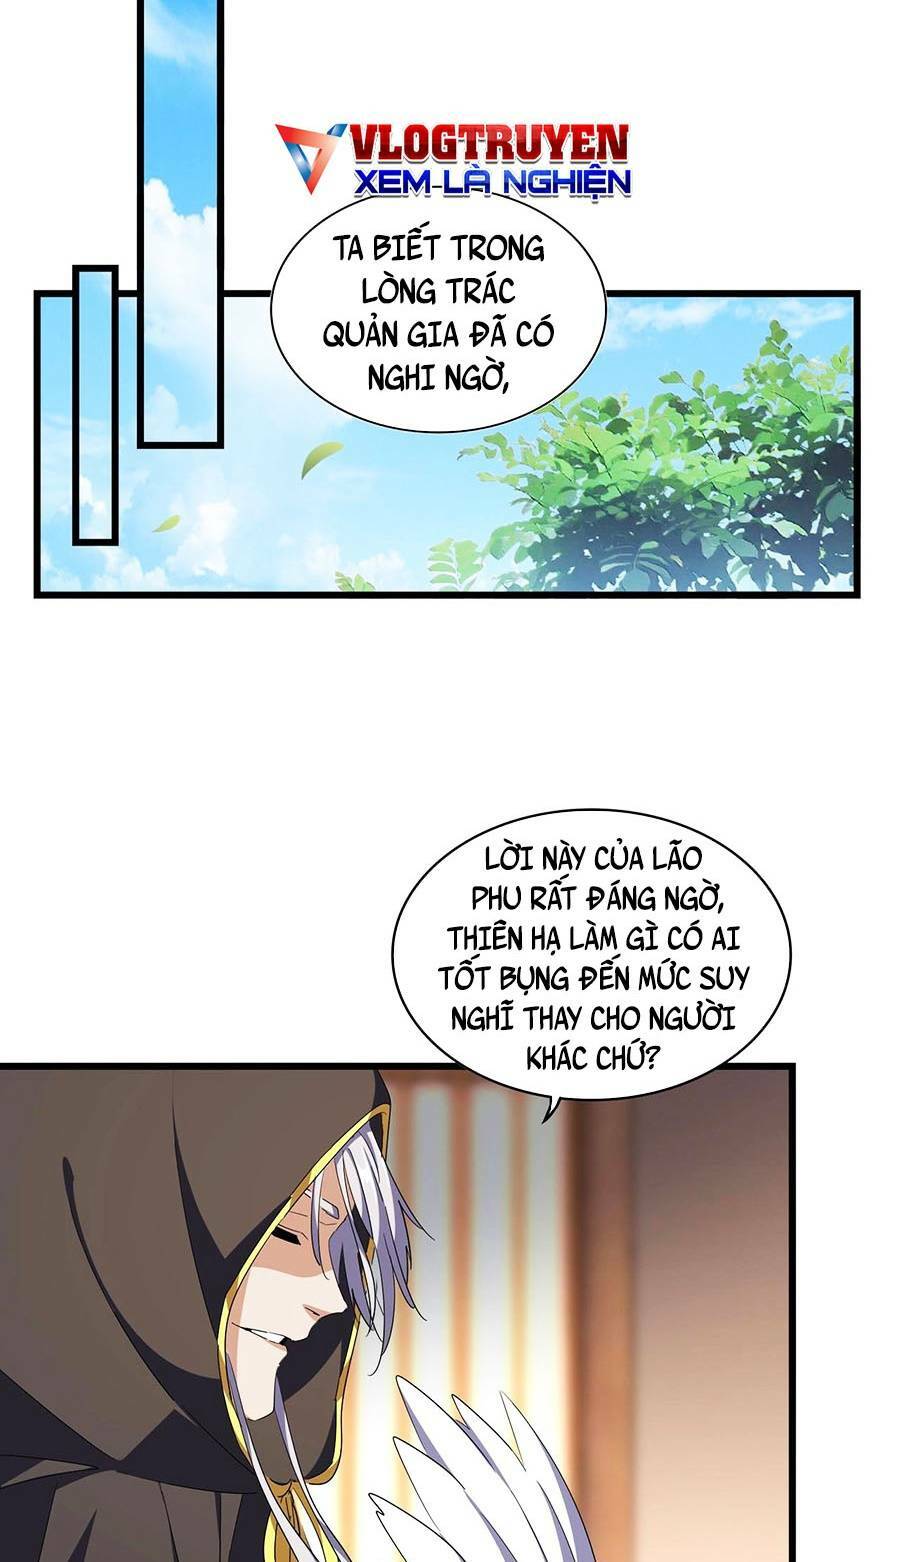 VLOGTRUYEN
XEM LÀ NGHIỆN
TA BIẾT TRONG
LÒNG TRÁC
QUẢN GIA ĐÃ CÓ
NGHI NGỜ,
LỜI NÀY CỦA LÃO
PHU RẤT ĐÁNG NGỜ,
THIÊN HẠ LÀM GÌ CÓ AI
TỐT BỤNG ĐẾN MỨC SUY
NGHĨ THAY CHO NGƯỜI
KHÁC CHỨ?